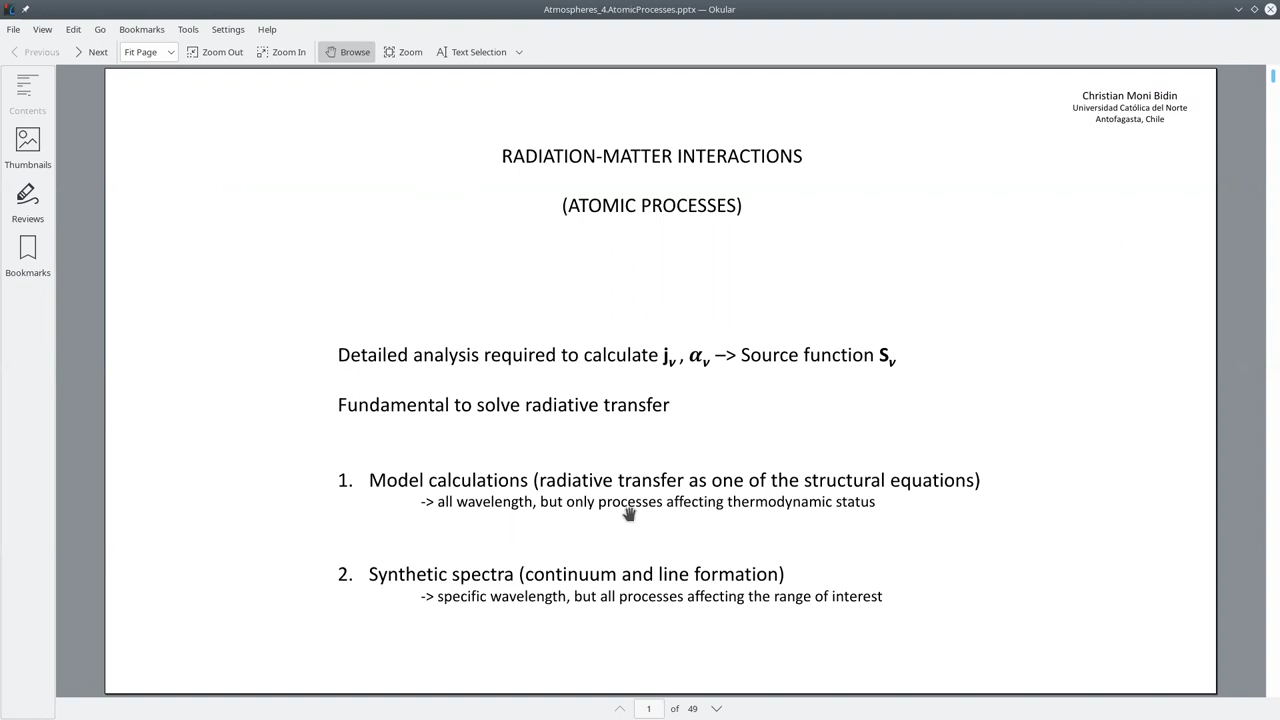 Atmospheres_4.AtomicProcesses.pptx — Okular
File View Edit Go Bookmarks Tools Settings Help
Previous Next Fit Page Zoom Out Zoom In Browse Zoom Text Selection
Contents
Thumbnails
Reviews
Bookmarks
Christian Moni Bidin
Universidad Católica del Norte
Antofagasta, Chile
RADIATION-MATTER INTERACTIONS
(ATOMIC PROCESSES)
Detailed analysis required to calculate jν , αν –> Source function Sν
Fundamental to solve radiative transfer
1. Model calculations (radiative transfer as one of the structural equations)
-> all wavelength, but only processes affecting thermodynamic status
2. Synthetic spectra (continuum and line formation)
-> specific wavelength, but all processes affecting the range of interest
1 of 49